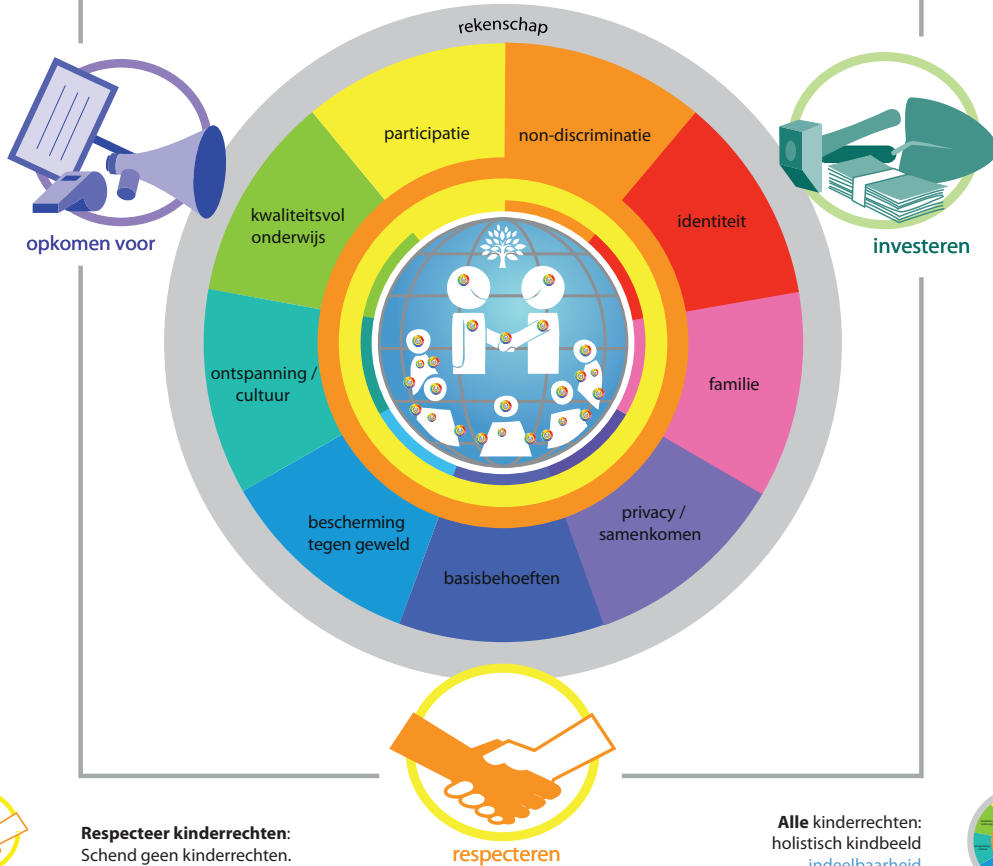 rekenschap
participatie
non-discriminatie
kwaliteitsvol
onderwijs
identiteit
opkomen voor
investeren
ontspanning /
cultuur
familie
bescherming
tegen geweld
privacy /
samenkomen
basisbehoeften
respecteren
Respecteer kinderrechten:
Schend geen kinderrechten.
Alle kinderrechten:
holistisch kindbeeld
indeelbaarheid